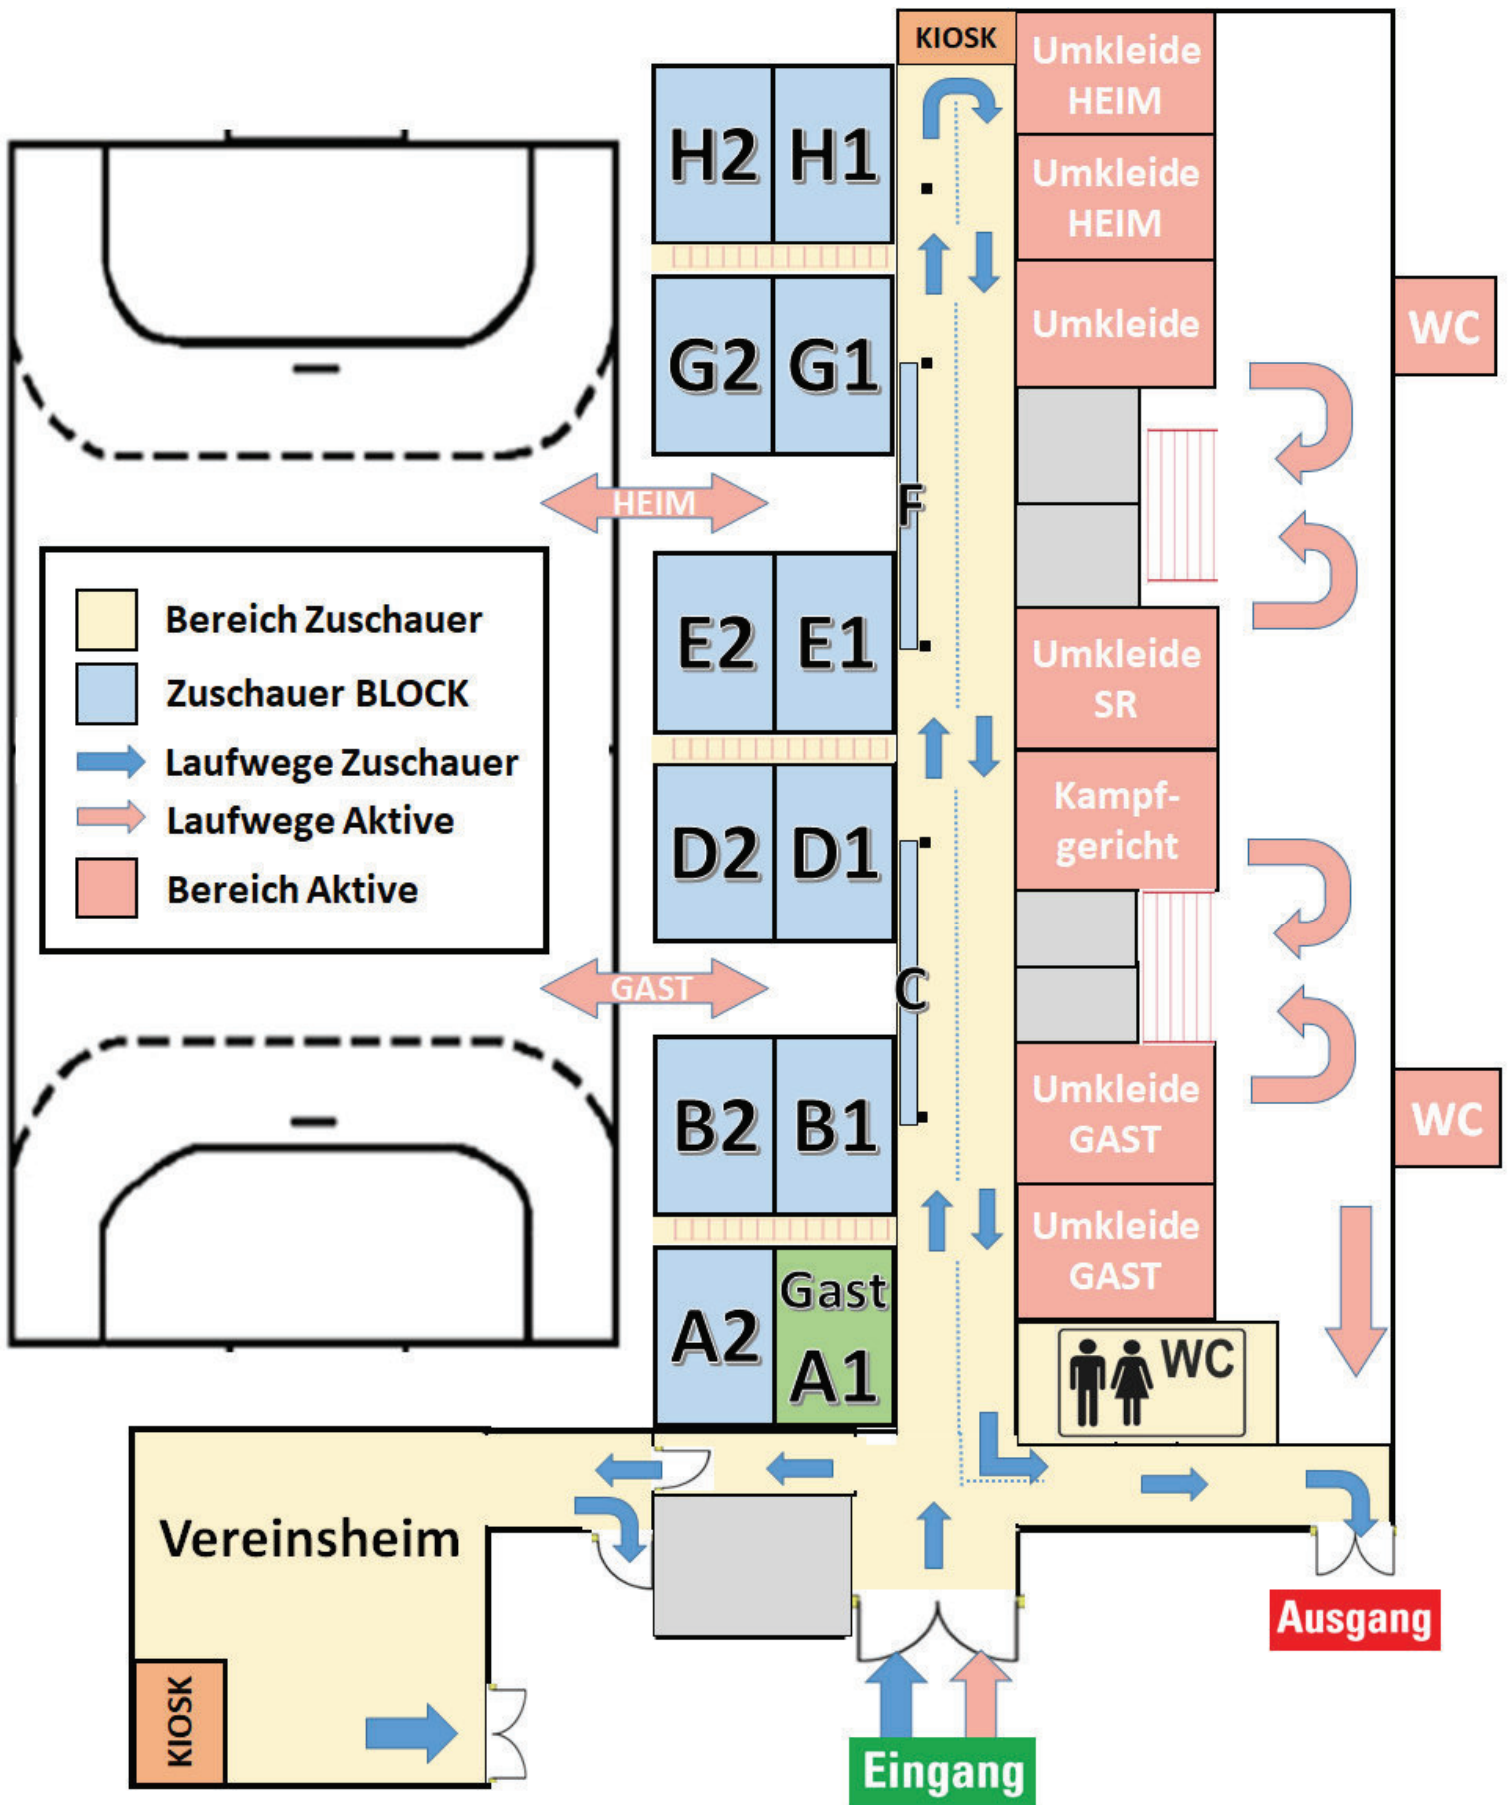 KIOSK
Umkleide
HEIM
H2
H1
Umkleide
HEIM
Umkleide
WC
G2
G1
HEIM
F
Bereich Zuschauer
Zuschauer BLOCK
Laufwege Zuschauer
Laufwege Aktive
Bereich Aktive
E2
E1
Umkleide
SR
Kampf-
gericht
D2
D1
GAST
C
B2
B1
Umkleide
GAST
WC
Umkleide
GAST
A2
Gast
A1
WC
Vereinsheim
KIOSK
Ausgang
Eingang